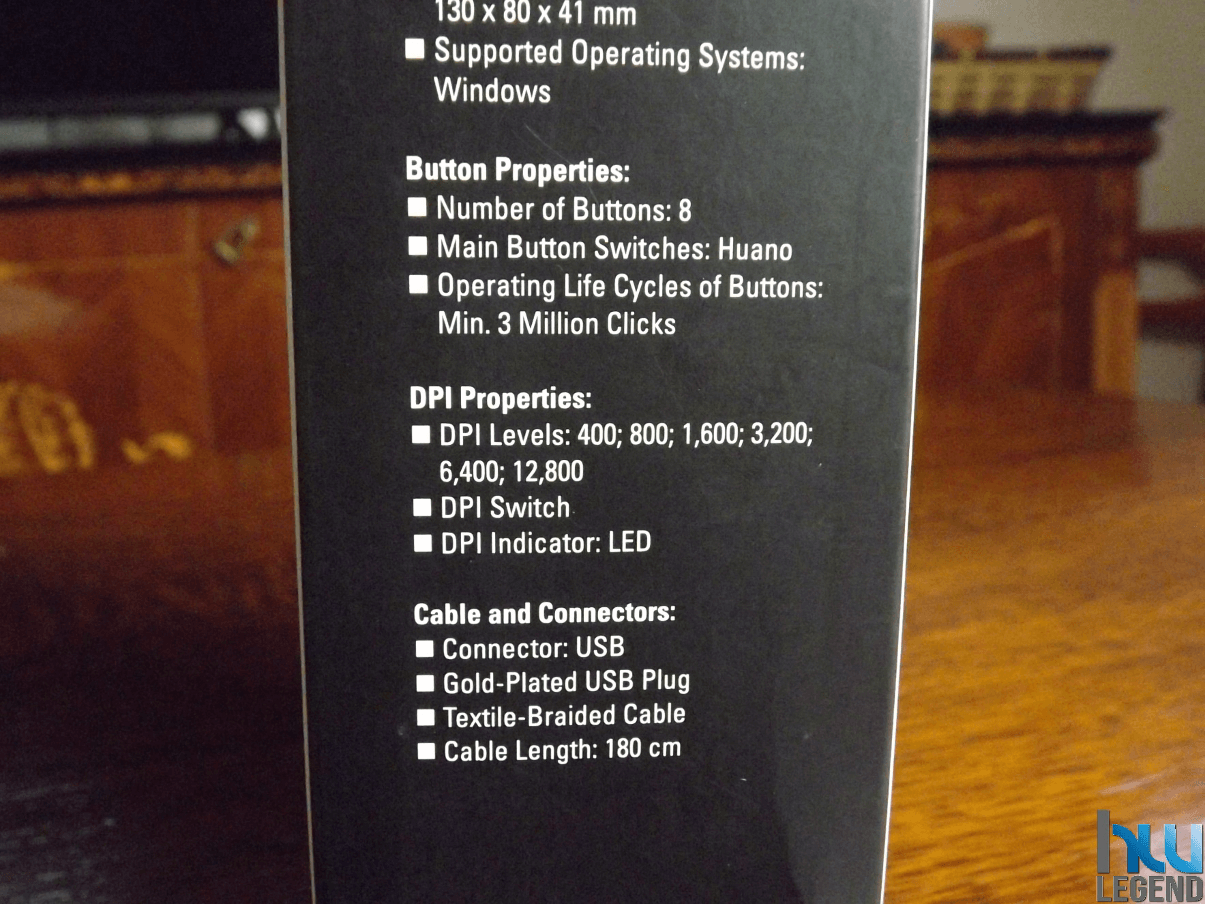 130 x 80 x 41 mm
■ Supported Operating Systems:
Windows
Button Properties:
■ Number of Buttons: 8
■ Main Button Switches: Huano
■ Operating Life Cycles of Buttons:
Min. 3 Million Clicks
DPI Properties:
■ DPI Levels: 400; 800; 1,600; 3,200;
6,400; 12,800
■ DPI Switch
■ DPI Indicator: LED
Cable and Connectors:
■ Connector: USB
■ Gold-Plated USB Plug
■ Textile-Braided Cable
■ Cable Length: 180 cm
hw
LEGEND